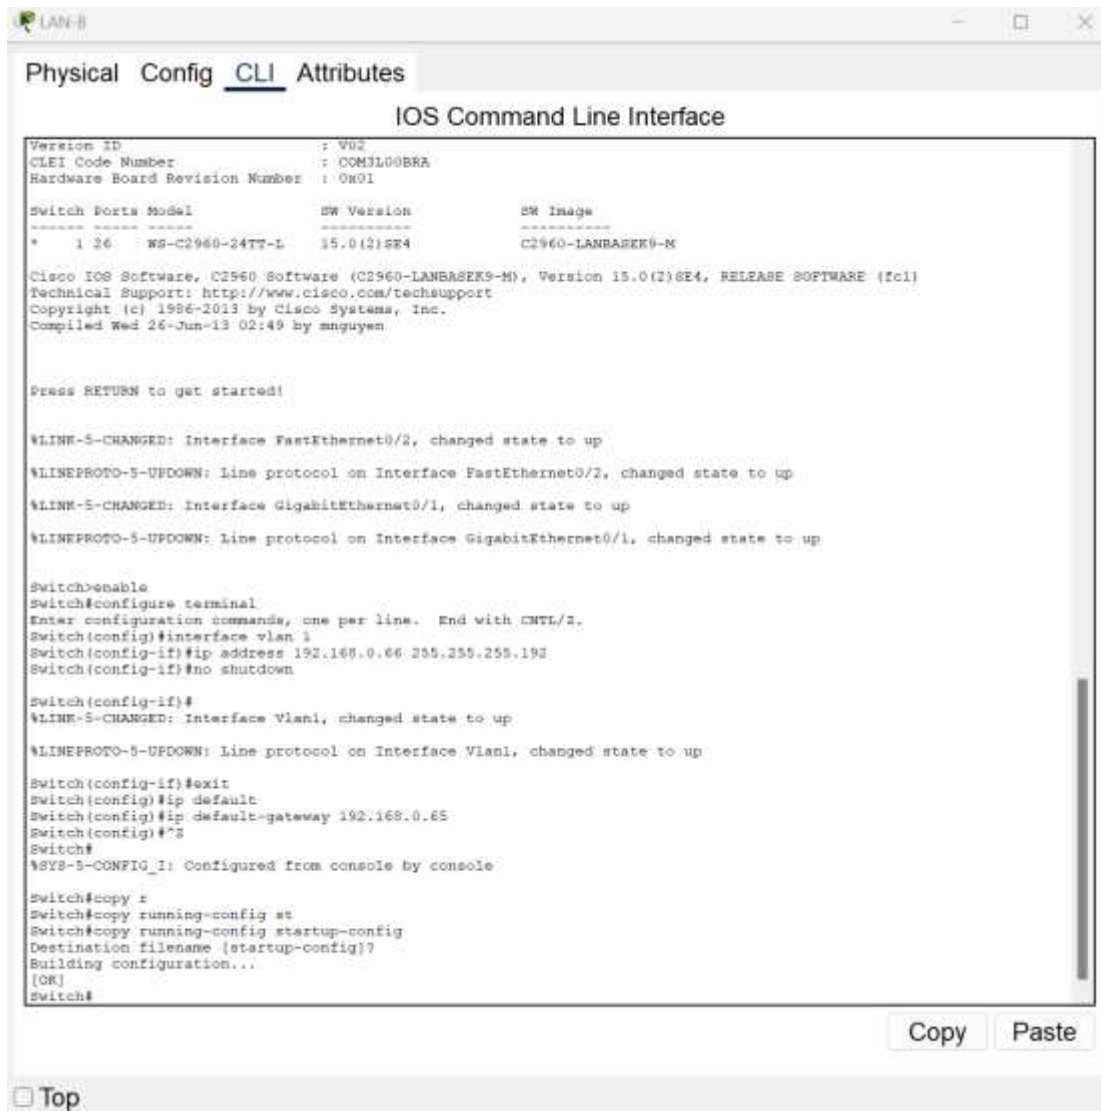 LAN-B
Physical Config CLI Attributes
IOS Command Line Interface
Version ID : V02
CLEI Code Number : COM3L00BRA
Hardware Board Revision Number : 0x01
Switch Ports Model SW Version SW Image
------ ----- ----- ---------- ----------
* 1 26 WS-C2960-24TT-L 15.0(2)SE4 C2960-LANBASEK9-M
Cisco IOS Software, C2960 Software (C2960-LANBASEK9-M), Version 15.0(2)SE4, RELEASE SOFTWARE (fc1)
Technical Support: http://www.cisco.com/techsupport
Copyright (c) 1986-2013 by Cisco Systems, Inc.
Compiled Wed 26-Jun-13 02:49 by mnguyen
Press RETURN to get started!
%LINK-5-CHANGED: Interface FastEthernet0/2, changed state to up
%LINEPROTO-5-UPDOWN: Line protocol on Interface FastEthernet0/2, changed state to up
%LINK-5-CHANGED: Interface GigabitEthernet0/1, changed state to up
%LINEPROTO-5-UPDOWN: Line protocol on Interface GigabitEthernet0/1, changed state to up
Switch>enable
Switch#configure terminal
Enter configuration commands, one per line. End with CNTL/Z.
Switch(config)#interface vlan 1
Switch(config-if)#ip address 192.168.0.66 255.255.255.192
Switch(config-if)#no shutdown
Switch(config-if)#
%LINK-5-CHANGED: Interface Vlan1, changed state to up
%LINEPROTO-5-UPDOWN: Line protocol on Interface Vlan1, changed state to up
Switch(config-if)#exit
Switch(config)#ip default
Switch(config)#ip default-gateway 192.168.0.65
Switch(config)#^Z
Switch#
%SYS-5-CONFIG_I: Configured from console by console
Switch#copy r
Switch#copy running-config st
Switch#copy running-config startup-config
Destination filename [startup-config]?
Building configuration...
[OK]
Switch#
Copy Paste
Top